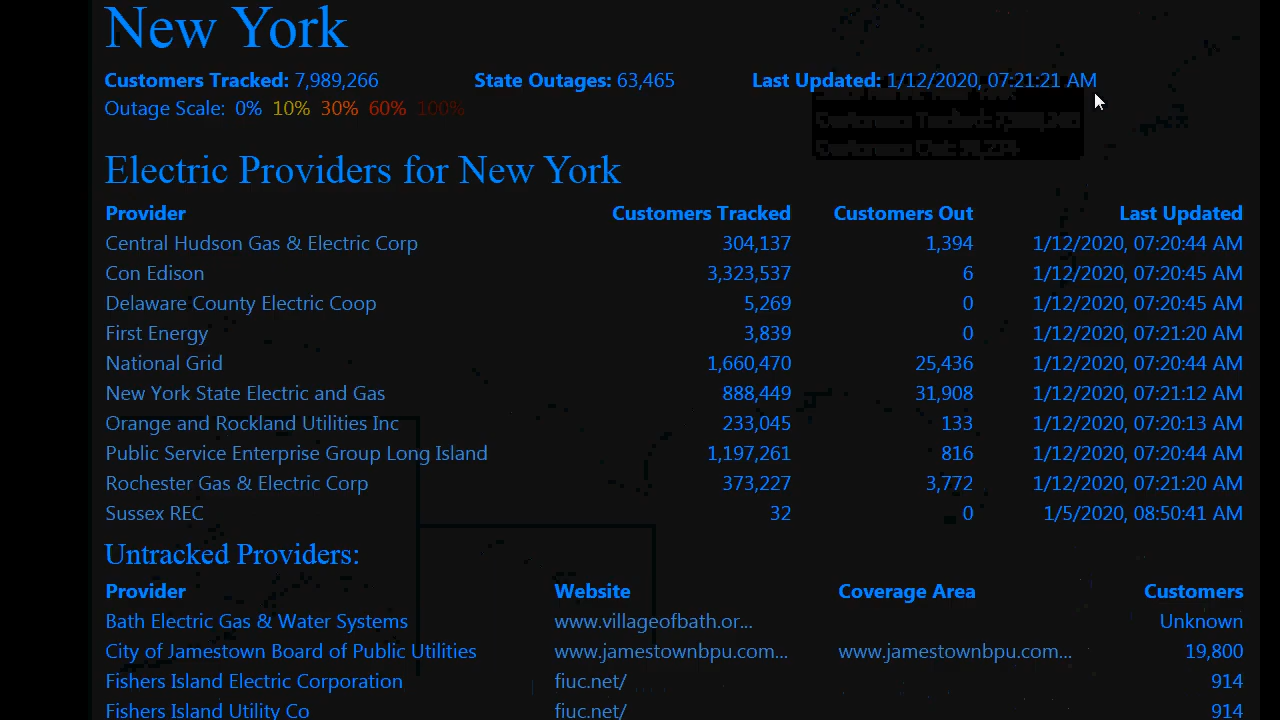 New York
Customers Tracked: 7,989,266 State Outages: 63,465 Last Updated: 1/12/2020, 07:21:21 AM
Outage Scale: 0% 10% 30% 60% 100%
Electric Providers for New York
Provider Customers Tracked Customers Out Last Updated
Central Hudson Gas & Electric Corp 304,137 1,394 1/12/2020, 07:20:44 AM
Con Edison 3,323,537 6 1/12/2020, 07:20:45 AM
Delaware County Electric Coop 5,269 0 1/12/2020, 07:20:45 AM
First Energy 3,839 0 1/12/2020, 07:21:20 AM
National Grid 1,660,470 25,436 1/12/2020, 07:20:44 AM
New York State Electric and Gas 888,449 31,908 1/12/2020, 07:21:12 AM
Orange and Rockland Utilities Inc 233,045 133 1/12/2020, 07:20:13 AM
Public Service Enterprise Group Long Island 1,197,261 816 1/12/2020, 07:20:44 AM
Rochester Gas & Electric Corp 373,227 3,772 1/12/2020, 07:21:20 AM
Sussex REC 32 0 1/5/2020, 08:50:41 AM
Untracked Providers:
Provider Website Coverage Area Customers
Bath Electric Gas & Water Systems www.villageofbath.or... Unknown
City of Jamestown Board of Public Utilities www.jamestownbpu.com... www.jamestownbpu.com... 19,800
Fishers Island Electric Corporation fiuc.net/ 914
Fishers Island Utility Co fiuc.net/ 914